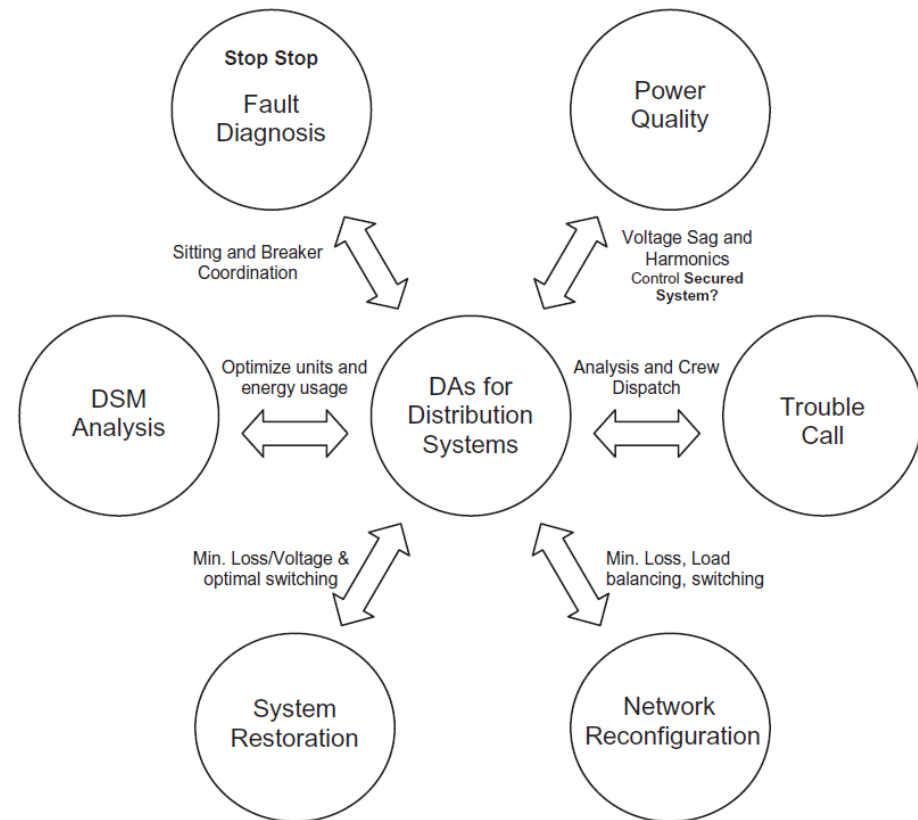 Stop Stop
Fault
Diagnosis
Power
Quality
Sitting and Breaker
Coordination
Voltage Sag and
Harmonics
Control Secured
System?
DSM
Analysis
Optimize units and
energy usage
DAs for
Distribution
Systems
Analysis and Crew
Dispatch
Trouble
Call
Min. Loss/Voltage &
optimal switching
Min. Loss, Load
balancing, switching
System
Restoration
Network
Reconfiguration